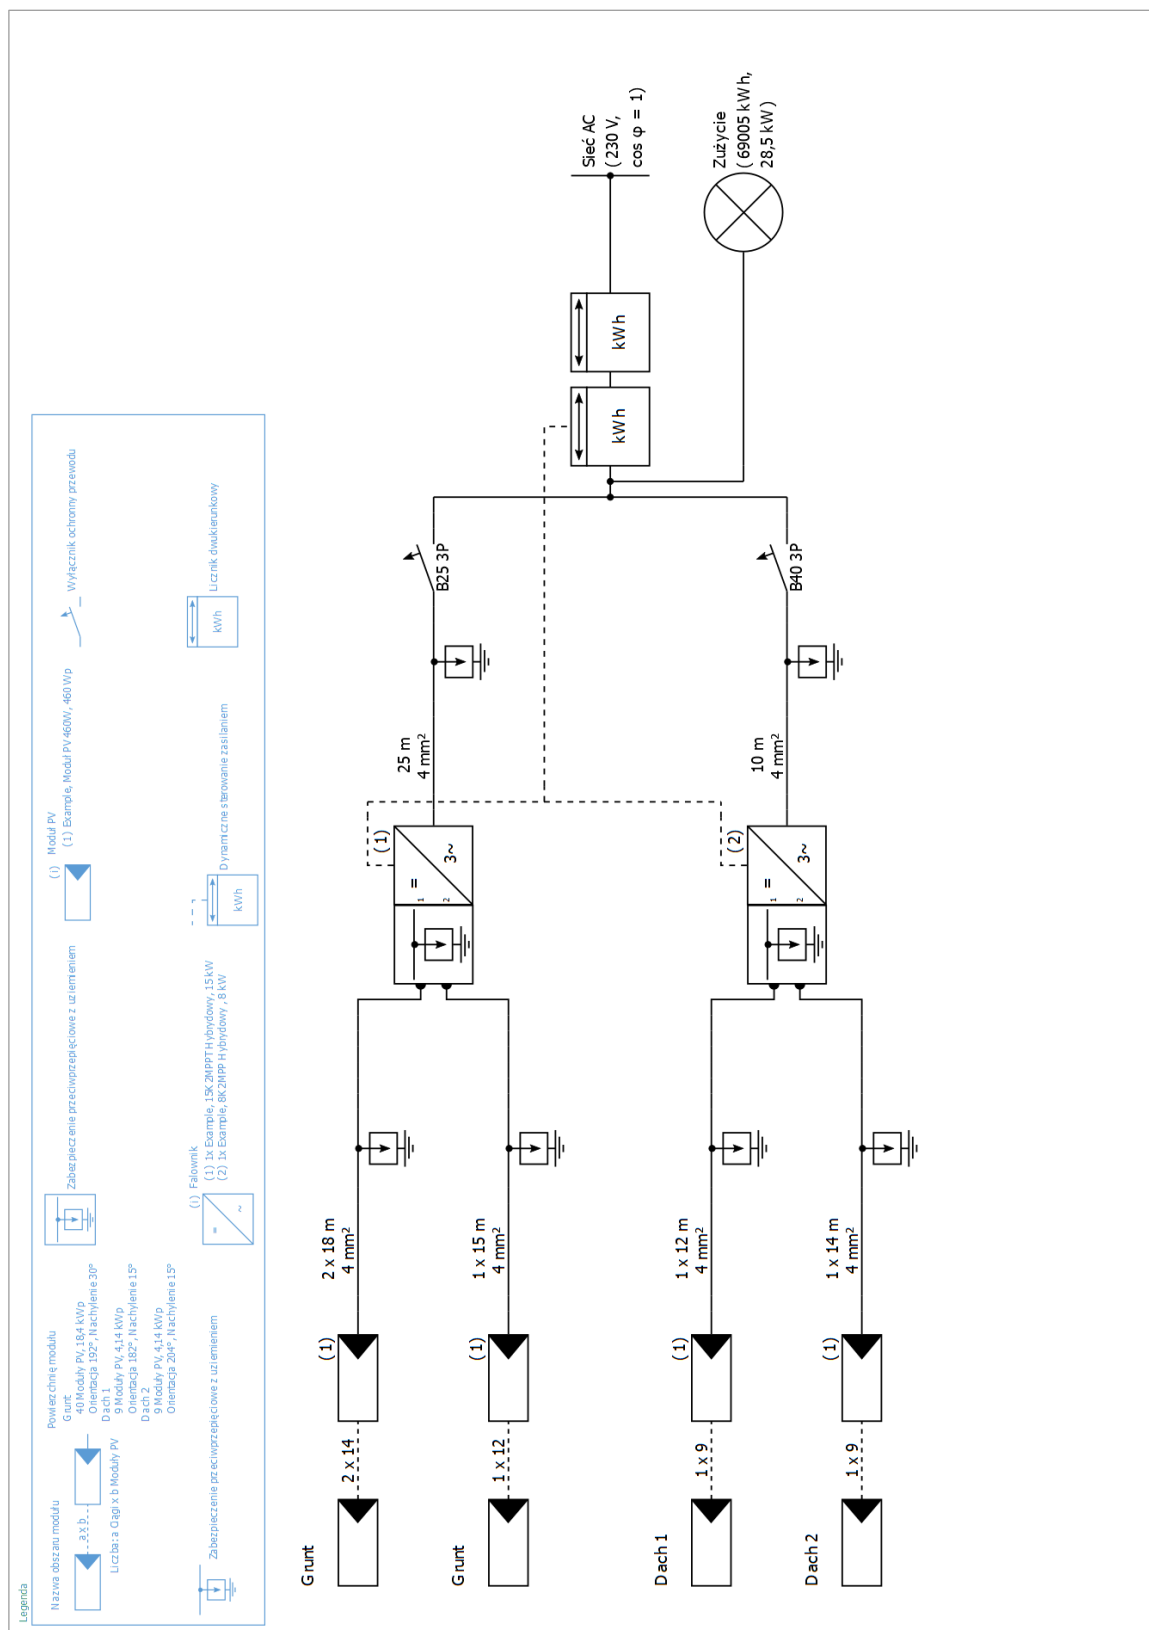 Legenda
Nazwa obszaru modułu
a x b
Liczba: a Ciągi x b Moduły PV
Powierzchnię modułu
Grunt
40 Moduły PV, 18,4 kWp
Orientacja 192°, Nachylenie 30°
Dach 1
9 Moduły PV, 4,14 kWp
Orientacja 182°, Nachylenie 15°
Dach 2
9 Moduły PV, 4,14 kWp
Orientacja 204°, Nachylenie 15°
Zabezpieczenie przeciwprzepięciowe z uziemieniem
(i) Moduł PV
(1) Example, Moduł PV 460W, 460 Wp
Wyłącznik ochronny przewodu
Zabezpieczenie przeciwprzepięciowe z uziemieniem
(i) Falownik
(1) 1x Example, 15K 2MPPT Hybrydowy, 15 kW
(2) 1x Example, 8K 2MPP Hybrydowy , 8 kW
=
~
kWh
Dynamiczne sterowanie zasilaniem
kWh
Licznik dwukierunkowy
Grunt
2 x 14
(1)
2 x 18 m
4 mm²
Grunt
1 x 12
(1)
1 x 15 m
4 mm²
=
1
2
3~
(1)
25 m
4 mm²
B25 3P
Dach 1
1 x 9
(1)
1 x 12 m
4 mm²
Dach 2
1 x 9
(1)
1 x 14 m
4 mm²
=
1
2
3~
(2)
10 m
4 mm²
B40 3P
kWh
kWh
Sieć AC
(230 V,
cos φ = 1)
Zużycie
(69005 kWh,
28,5 kW)